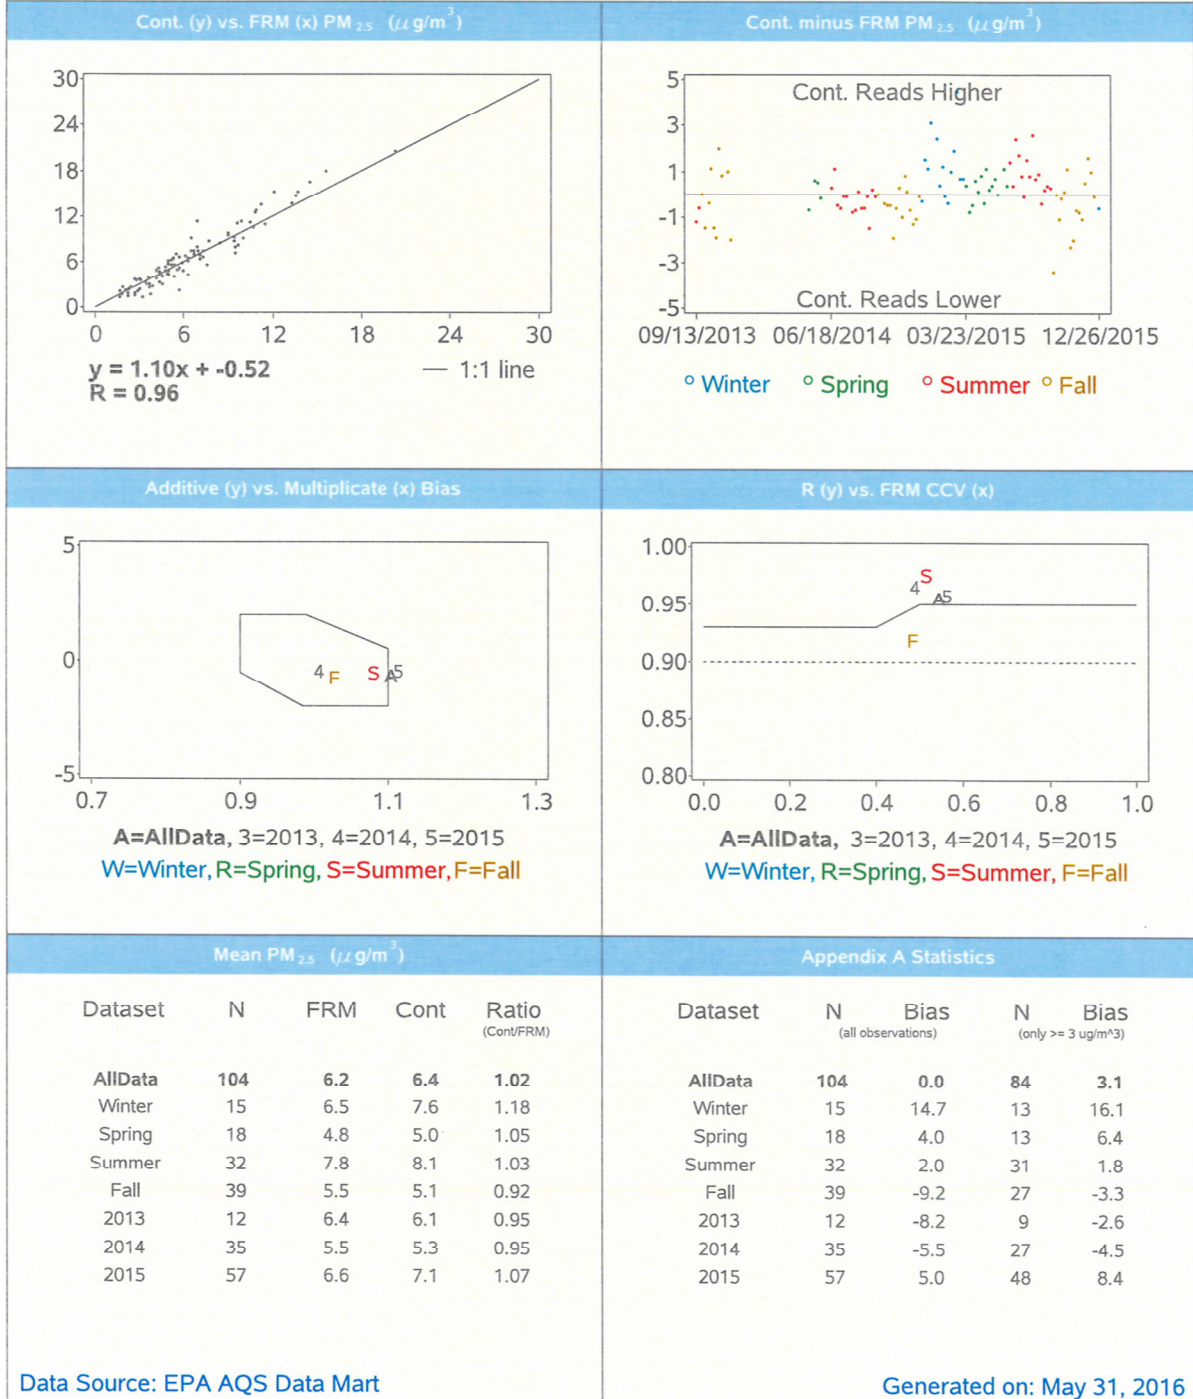 Cont. (y) vs. FRM (x) PM 2.5 (μg/m³)
30
24
18
12
6
0
0 6 12 18 24 30
y = 1.10x + -0.52
R = 0.96
— 1:1 line
Cont. minus FRM PM 2.5 (μg/m³)
5
3
1
-1
-3
-5
Cont. Reads Higher
Cont. Reads Lower
09/13/2013 06/18/2014 03/23/2015 12/26/2015
Winter Spring Summer Fall
Additive (y) vs. Multiplicate (x) Bias
5
0
-5
4 F S A 5
0.7 0.9 1.1 1.3
A=AllData, 3=2013, 4=2014, 5=2015
W=Winter, R=Spring, S=Summer, F=Fall
R (y) vs. FRM CCV (x)
1.00
0.95
0.90
0.85
0.80
S
4 A5
F
0.0 0.2 0.4 0.6 0.8 1.0
A=AllData, 3=2013, 4=2014, 5=2015
W=Winter, R=Spring, S=Summer, F=Fall
Mean PM 2.5 (μg/m³)
Dataset N FRM Cont Ratio
(Cont/FRM)
AllData 104 6.2 6.4 1.02
Winter 15 6.5 7.6 1.18
Spring 18 4.8 5.0 1.05
Summer 32 7.8 8.1 1.03
Fall 39 5.5 5.1 0.92
2013 12 6.4 6.1 0.95
2014 35 5.5 5.3 0.95
2015 57 6.6 7.1 1.07
Appendix A Statistics
Dataset N Bias N Bias
(all observations) (only >= 3 ug/m^3)
AllData 104 0.0 84 3.1
Winter 15 14.7 13 16.1
Spring 18 4.0 13 6.4
Summer 32 2.0 31 1.8
Fall 39 -9.2 27 -3.3
2013 12 -8.2 9 -2.6
2014 35 -5.5 27 -4.5
2015 57 5.0 48 8.4
Data Source: EPA AQS Data Mart
Generated on: May 31, 2016